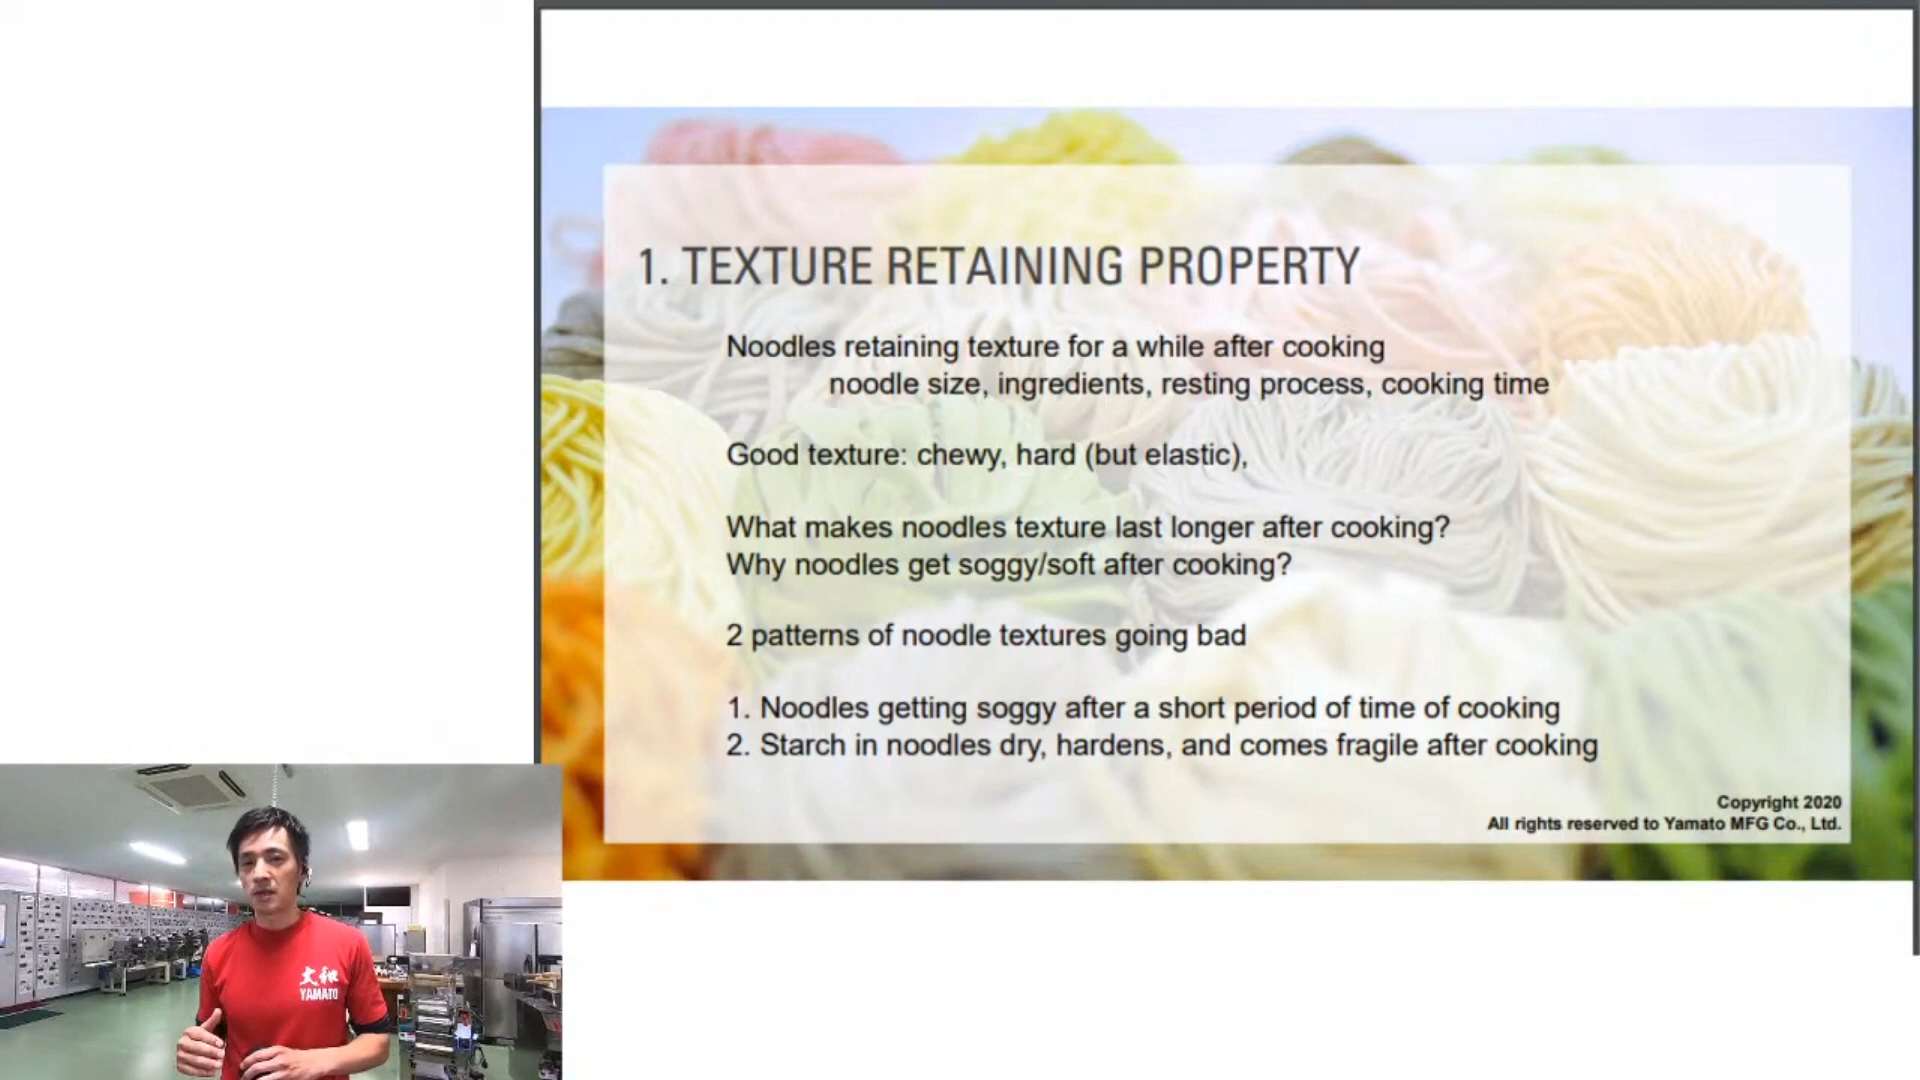 1. TEXTURE RETAINING PROPERTY
Noodles retaining texture for a while after cooking
noodle size, ingredients, resting process, cooking time
Good texture: chewy, hard (but elastic),
What makes noodles texture last longer after cooking?
Why noodles get soggy/soft after cooking?
2 patterns of noodle textures going bad
1. Noodles getting soggy after a short period of time of cooking
2. Starch in noodles dry, hardens, and comes fragile after cooking
Copyright 2020
All rights reserved to Yamato MFG Co., Ltd.
大和
YAMATO